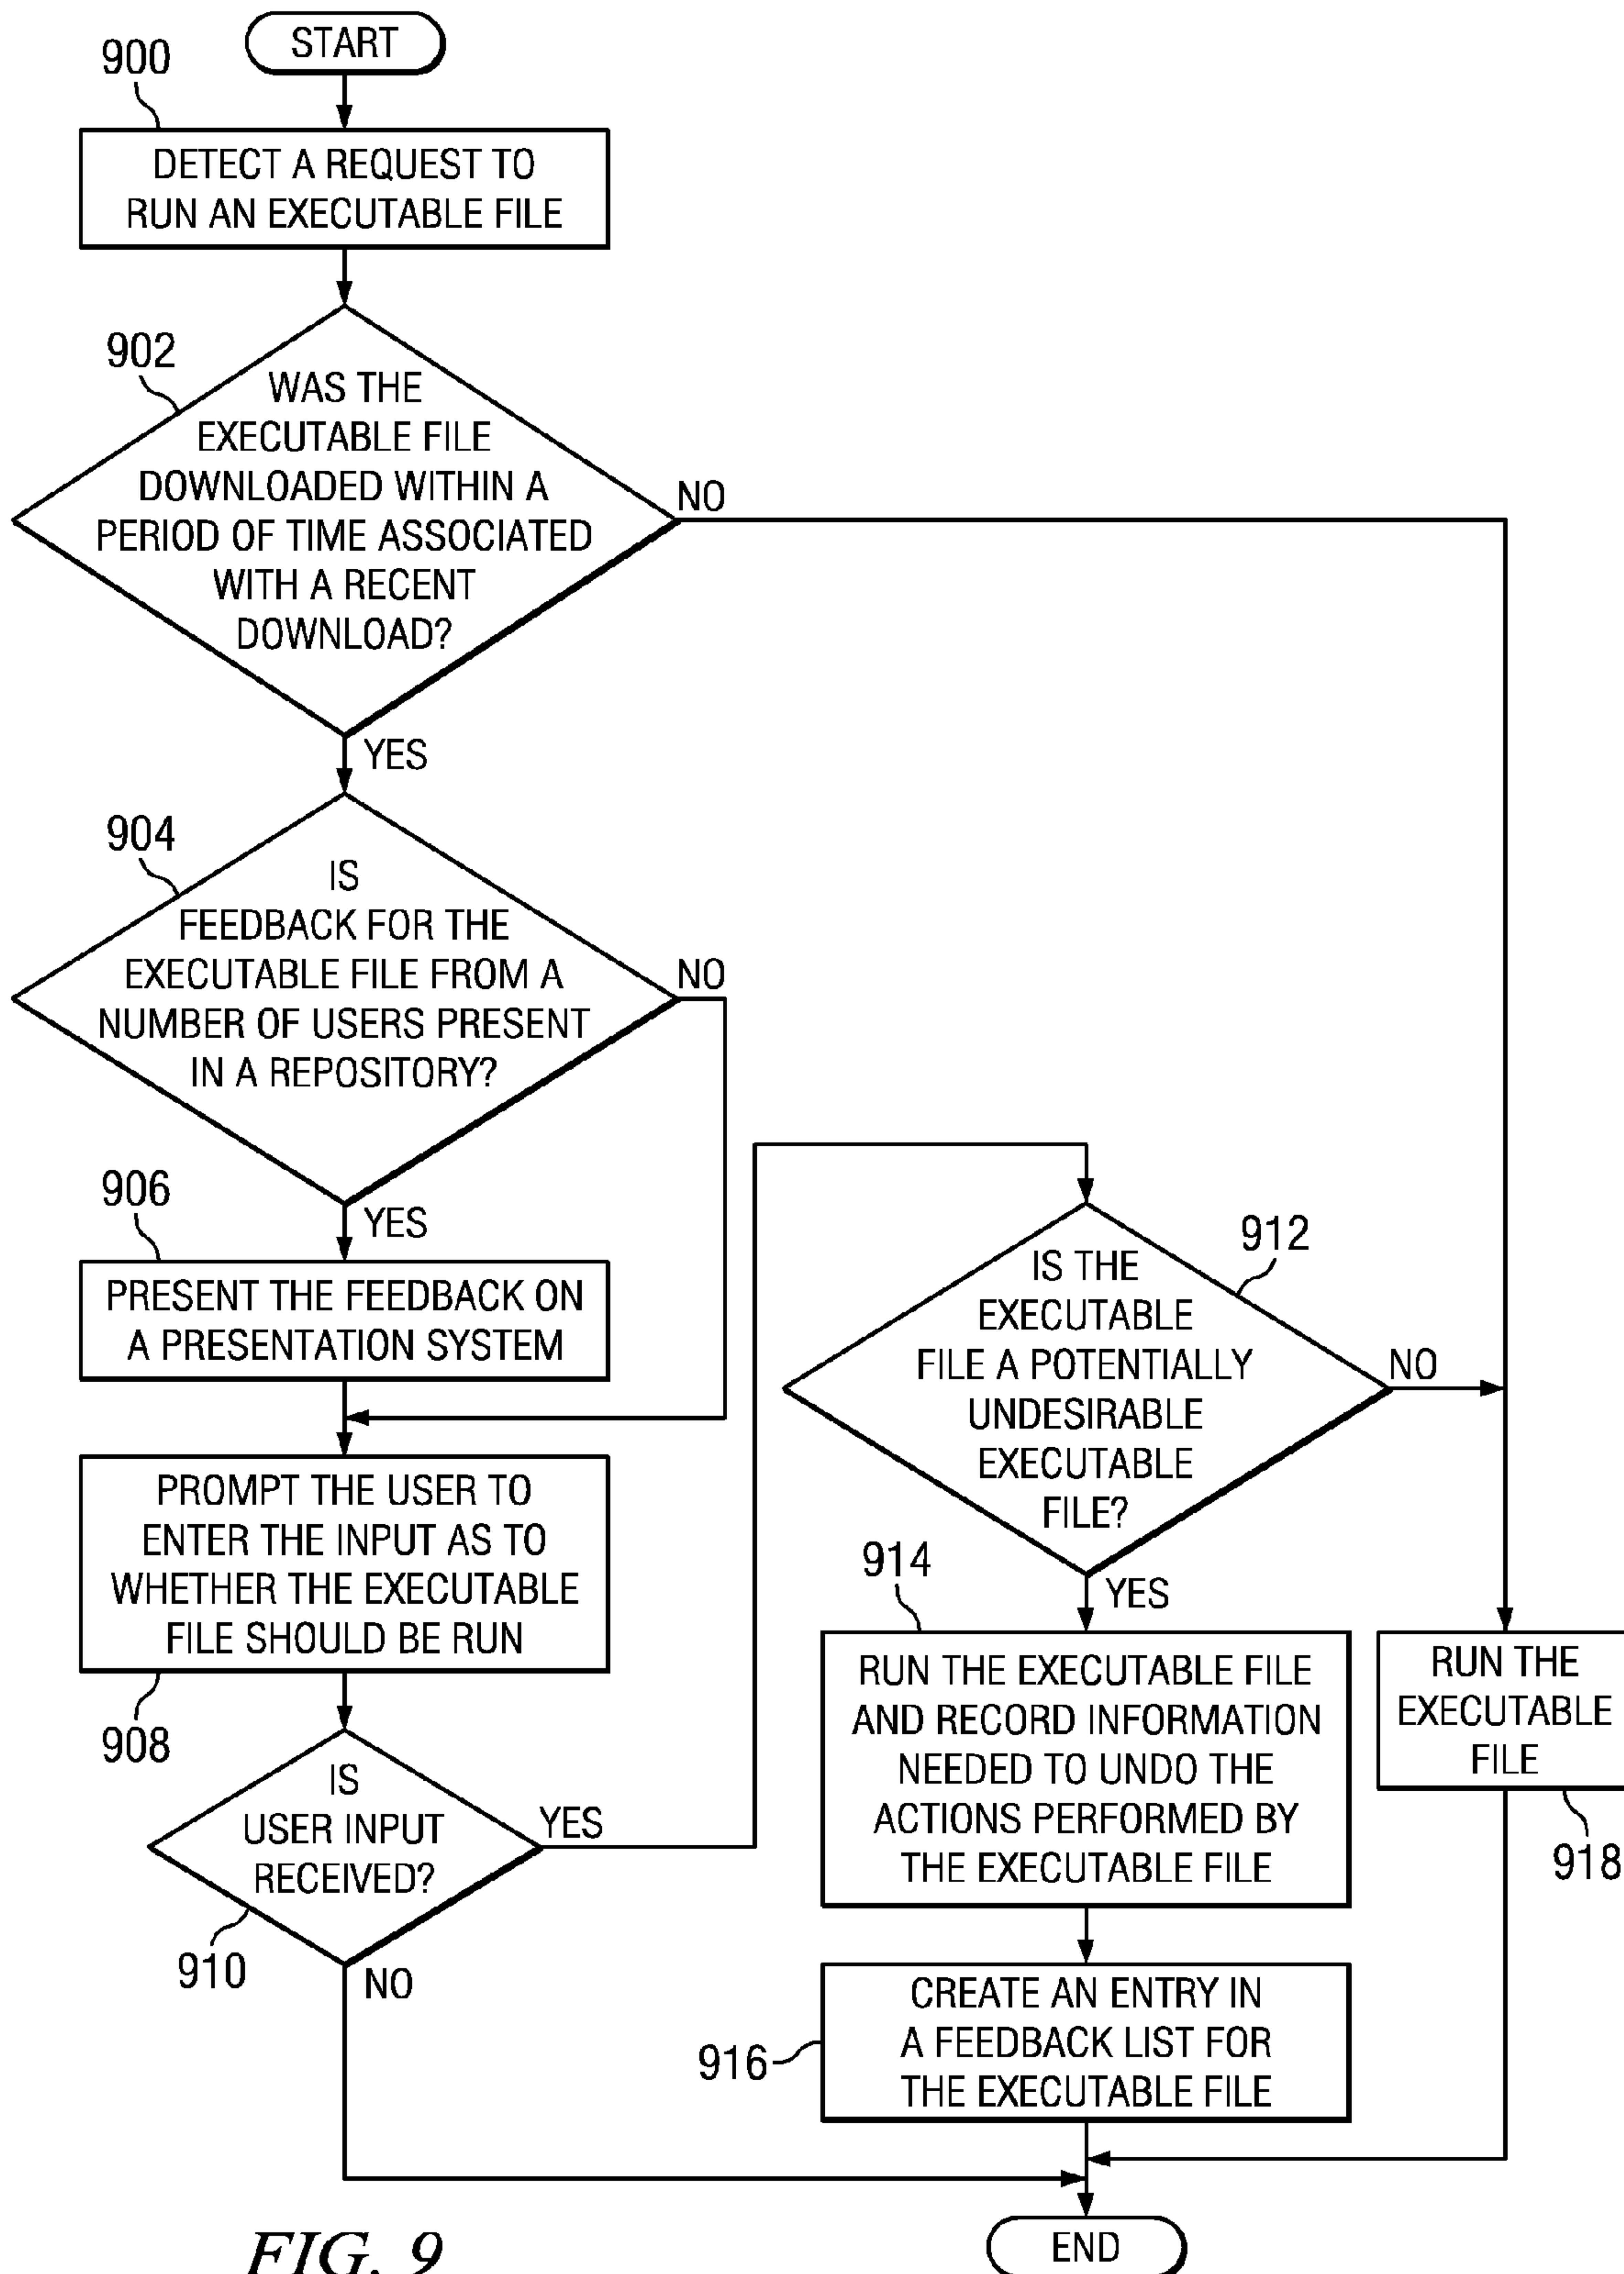 START
900
DETECT A REQUEST TO
RUN AN EXECUTABLE FILE
902
WAS THE
EXECUTABLE FILE
DOWNLOADED WITHIN A
PERIOD OF TIME ASSOCIATED
WITH A RECENT
DOWNLOAD?
NO
YES
904
IS
FEEDBACK FOR THE
EXECUTABLE FILE FROM A
NUMBER OF USERS PRESENT
IN A REPOSITORY?
NO
YES
906
PRESENT THE FEEDBACK ON
A PRESENTATION SYSTEM
PROMPT THE USER TO
ENTER THE INPUT AS TO
WHETHER THE EXECUTABLE
FILE SHOULD BE RUN
908
IS
USER INPUT
RECEIVED?
YES
910
NO
912
IS THE
EXECUTABLE
FILE A POTENTIALLY
UNDESIRABLE
EXECUTABLE
FILE?
NO
YES
914
RUN THE EXECUTABLE FILE
AND RECORD INFORMATION
NEEDED TO UNDO THE
ACTIONS PERFORMED BY
THE EXECUTABLE FILE
RUN THE
EXECUTABLE
FILE
918
916
CREATE AN ENTRY IN
A FEEDBACK LIST FOR
THE EXECUTABLE FILE
END
FIG. 9